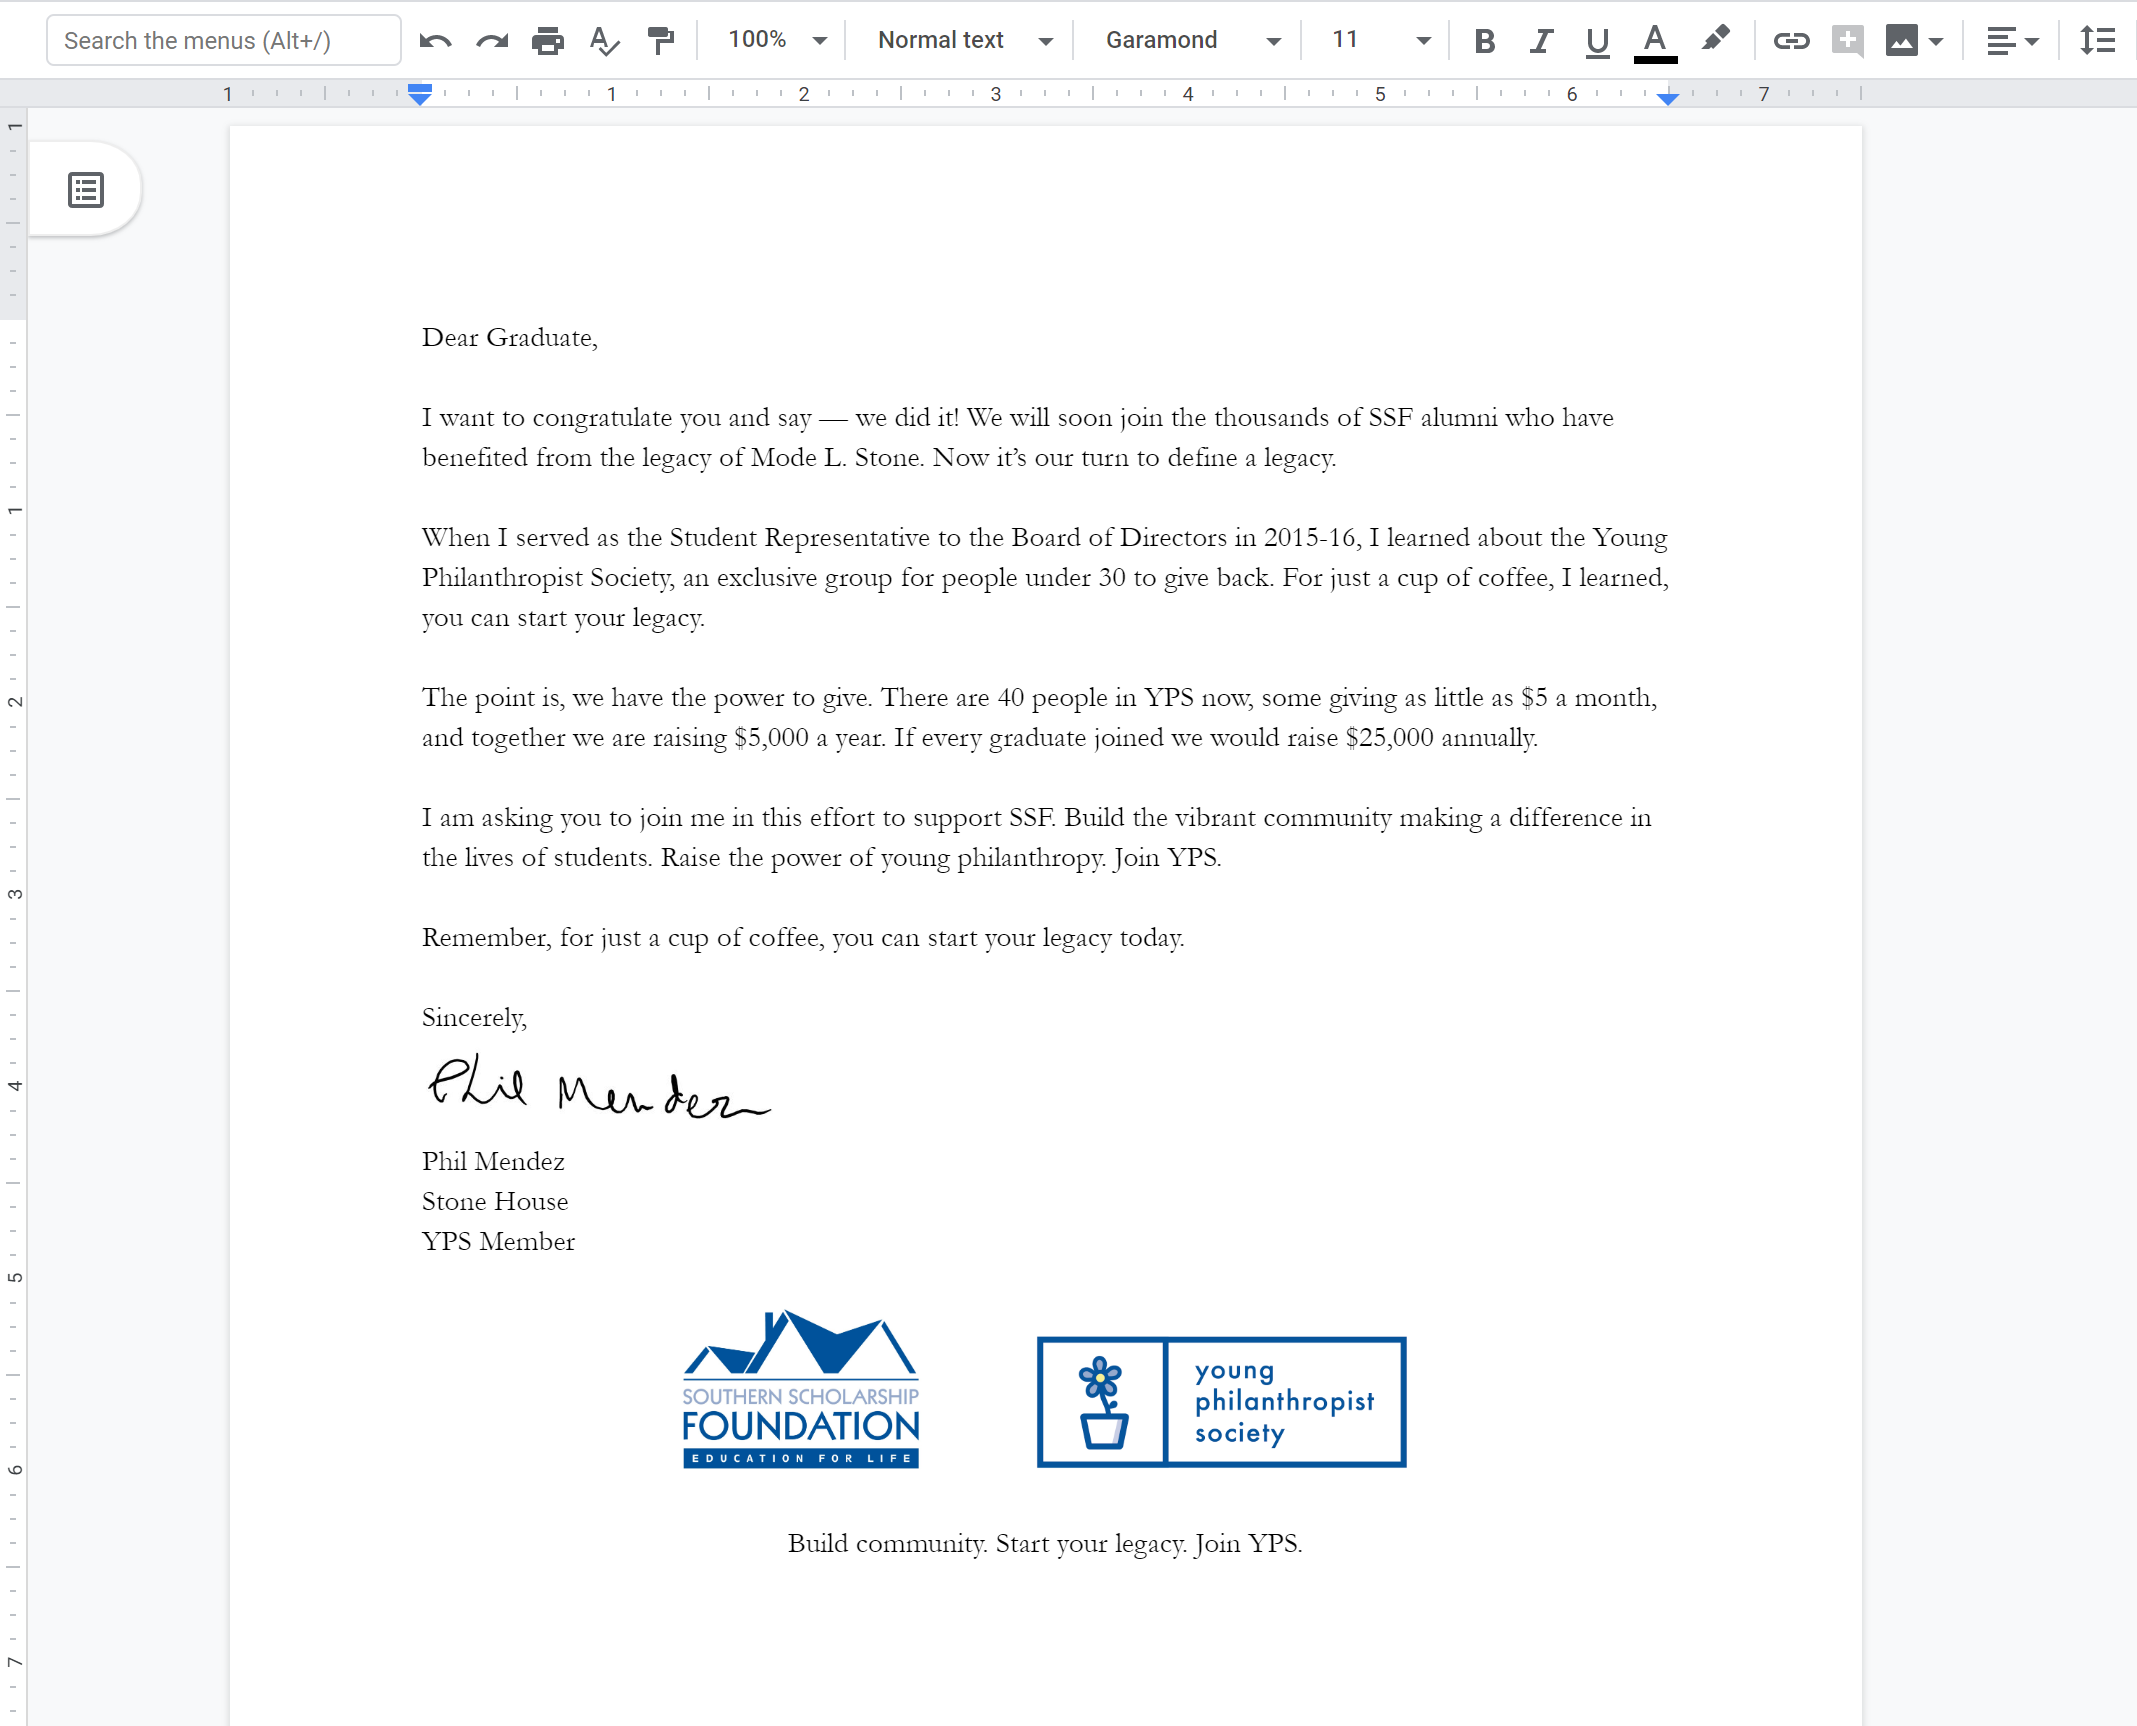 Search the menus (Alt+/)
100%
Normal text
Garamond
11
B I U A
1 1 2 3 4 5 6 7
1
1
2
3
4
5
6
7
Dear Graduate,
I want to congratulate you and say — we did it! We will soon join the thousands of SSF alumni who have
benefited from the legacy of Mode L. Stone. Now it’s our turn to define a legacy.
When I served as the Student Representative to the Board of Directors in 2015-16, I learned about the Young
Philanthropist Society, an exclusive group for people under 30 to give back. For just a cup of coffee, I learned,
you can start your legacy.
The point is, we have the power to give. There are 40 people in YPS now, some giving as little as $5 a month,
and together we are raising $5,000 a year. If every graduate joined we would raise $25,000 annually.
I am asking you to join me in this effort to support SSF. Build the vibrant community making a difference in
the lives of students. Raise the power of young philanthropy. Join YPS.
Remember, for just a cup of coffee, you can start your legacy today.
Sincerely,
Phil Mendez
Phil Mendez
Stone House
YPS Member
SOUTHERN SCHOLARSHIP
FOUNDATION
EDUCATION FOR LIFE
young
philanthropist
society
Build community. Start your legacy. Join YPS.